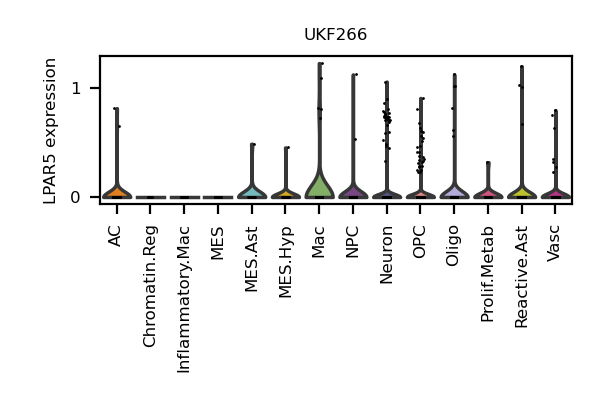 UKF266
LPAR5 expression
1
0
AC
Chromatin.Reg
Inflammatory.Mac
MES
MES.Ast
MES.Hyp
Mac
NPC
Neuron
OPC
Oligo
Prolif.Metab
Reactive.Ast
Vasc